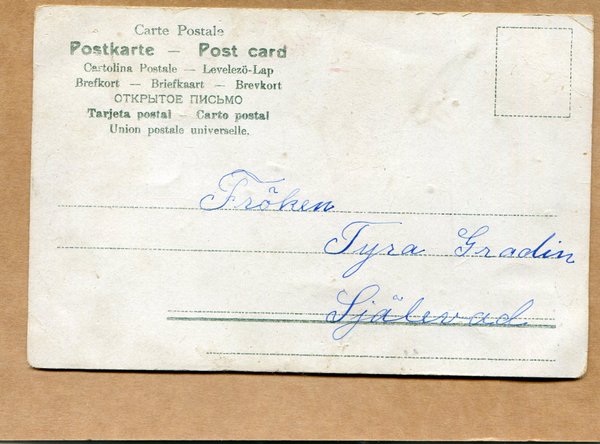 Carte Postale
Postkarte — Post card
Cartolina Postale — Levelezö-Lap
Brefkort — Briefkaart — Brevkort
ОТКРЫТОЕ ПИСЬМО
Tarjeta postal — Carto postal
Union postale universelle.
Fröken
Tyra Gradin
Själevad